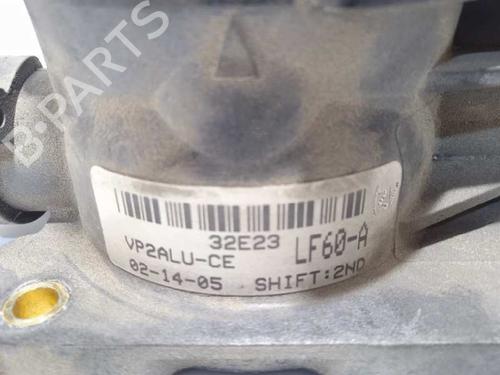 B-PARTS
32E23
LF60-A
VP2ALU-CE
02-14-05 SHIFT:2ND